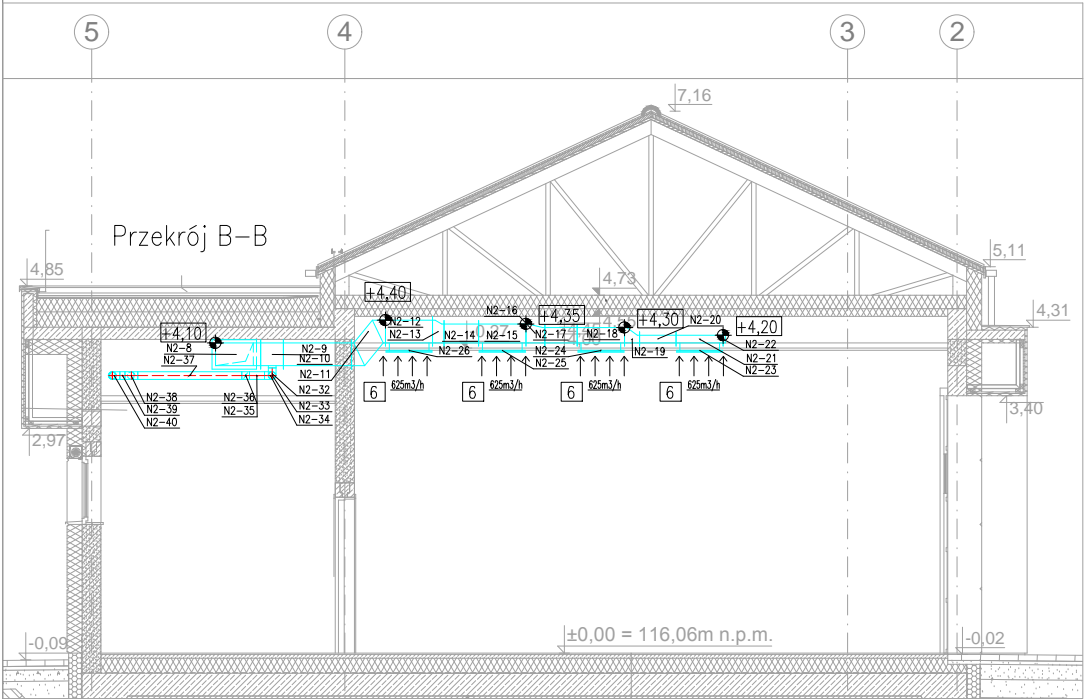 5 4 3 2
7,16
Przekrój B-B
5,11
4,85
4,73
+4,40
4,31
N2-16 +4,35 +4,30 N2-20 +4,20
+4,10
N2-12
N2-13 N2-14 N2-15 N2-17 N2-18
N2-8 N2-9 N2-22
N2-37 N2-10 N2-26 N2-24 N2-19 N2-21
N2-11 N2-25 N2-23
N2-32
6 625m3/h 6 625m3/h 6 625m3/h 6 625m3/h
N2-38 N2-36 N2-33
N2-39 N2-35 N2-34
N2-40
3,40
2,97
-0,09 ±0,00 = 116,06m n.p.m. -0,02